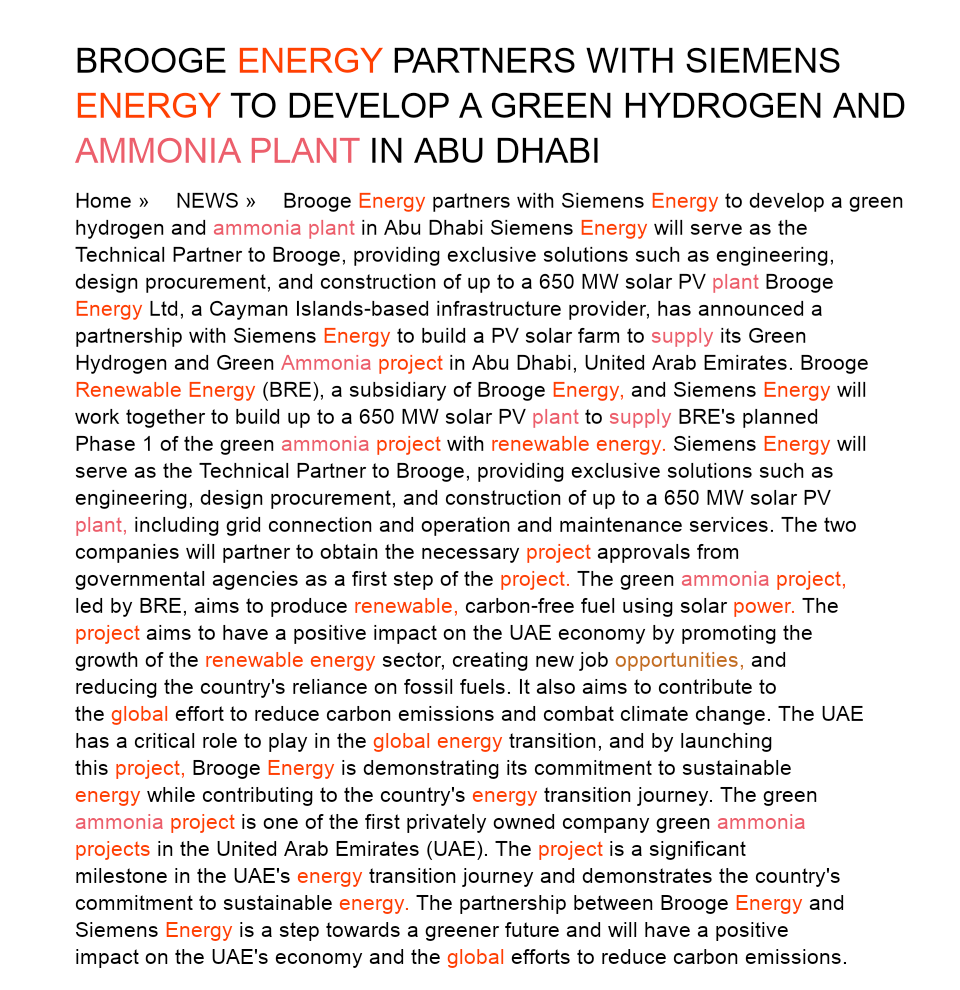 BROOGE ENERGY PARTNERS WITH SIEMENS
ENERGY TO DEVELOP A GREEN HYDROGEN AND
AMMONIA PLANT IN ABU DHABI
Home » NEWS » Brooge Energy partners with Siemens Energy to develop a green
hydrogen and ammonia plant in Abu Dhabi Siemens Energy will serve as the
Technical Partner to Brooge, providing exclusive solutions such as engineering,
design procurement, and construction of up to a 650 MW solar PV plant Brooge
Energy Ltd, a Cayman Islands-based infrastructure provider, has announced a
partnership with Siemens Energy to build a PV solar farm to supply its Green
Hydrogen and Green Ammonia project in Abu Dhabi, United Arab Emirates. Brooge
Renewable Energy (BRE), a subsidiary of Brooge Energy, and Siemens Energy will
work together to build up to a 650 MW solar PV plant to supply BRE's planned
Phase 1 of the green ammonia project with renewable energy. Siemens Energy will
serve as the Technical Partner to Brooge, providing exclusive solutions such as
engineering, design procurement, and construction of up to a 650 MW solar PV
plant, including grid connection and operation and maintenance services. The two
companies will partner to obtain the necessary project approvals from
governmental agencies as a first step of the project. The green ammonia project,
led by BRE, aims to produce renewable, carbon-free fuel using solar power. The
project aims to have a positive impact on the UAE economy by promoting the
growth of the renewable energy sector, creating new job opportunities, and
reducing the country's reliance on fossil fuels. It also aims to contribute to
the global effort to reduce carbon emissions and combat climate change. The UAE
has a critical role to play in the global energy transition, and by launching
this project, Brooge Energy is demonstrating its commitment to sustainable
energy while contributing to the country's energy transition journey. The green
ammonia project is one of the first privately owned company green ammonia
projects in the United Arab Emirates (UAE). The project is a significant
milestone in the UAE's energy transition journey and demonstrates the country's
commitment to sustainable energy. The partnership between Brooge Energy and
Siemens Energy is a step towards a greener future and will have a positive
impact on the UAE's economy and the global efforts to reduce carbon emissions.